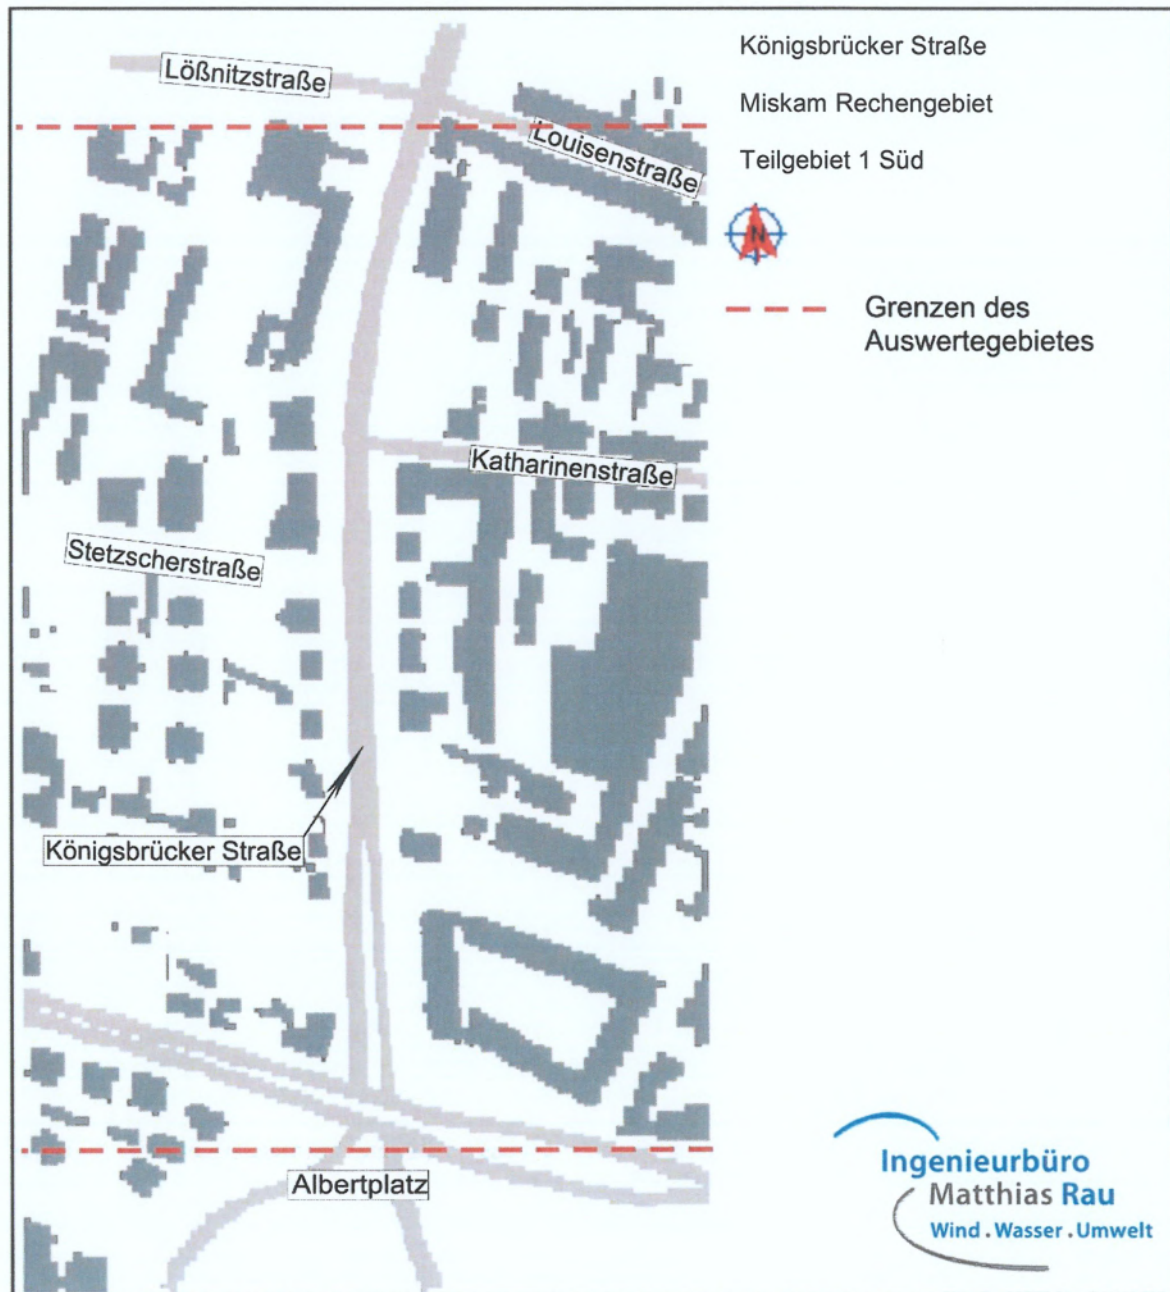 Königsbrücker Straße
Miskam Rechengebiet
Teilgebiet 1 Süd
N
Grenzen des
Auswertegebietes
Lößnitzstraße
Louisenstraße
Katharinenstraße
Stetzscherstraße
Königsbrücker Straße
Albertplatz
Ingenieurbüro
Matthias Rau
Wind . Wasser . Umwelt